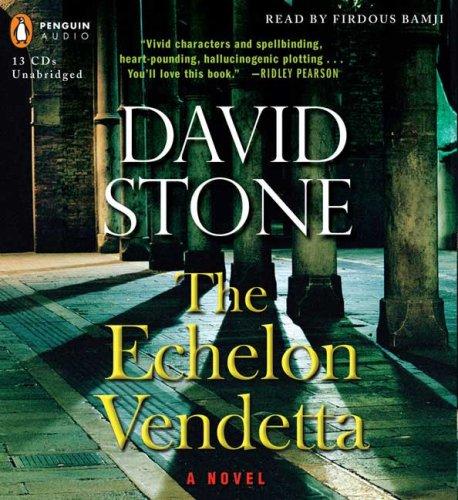 READ BY FIRDOUS BAMJI
PENGUIN
AUDIO
13 CDs
Unabridged
"Vivid characters and spellbinding,
heart-pounding, hallucinogenic plotting . . .
You'll love this book." —RIDLEY PEARSON
DAVID
STONE
The
Echelon
Vendetta
A NOVEL